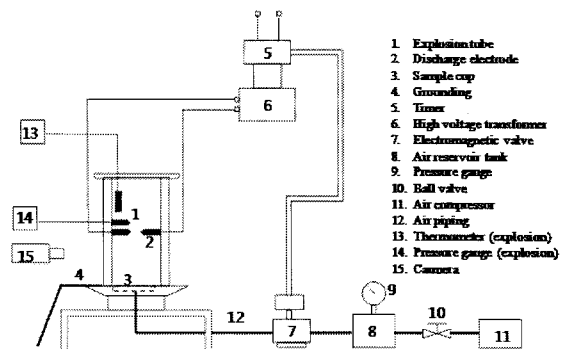 5
6
13
14
1
2
15
4
3
12
7
8
9
10
11
1. Explosion tube
2. Discharge electrode
3. Sample cup
4. Grounding
5. Timer
6. High voltage transformer
7. Electromagnetic valve
8. Air reservoir tank
9. Pressure gauge
10. Ball valve
11. Air compressor
12. Air piping
13. Thermometer (explosion)
14. Pressure gauge (explosion)
15. Camera